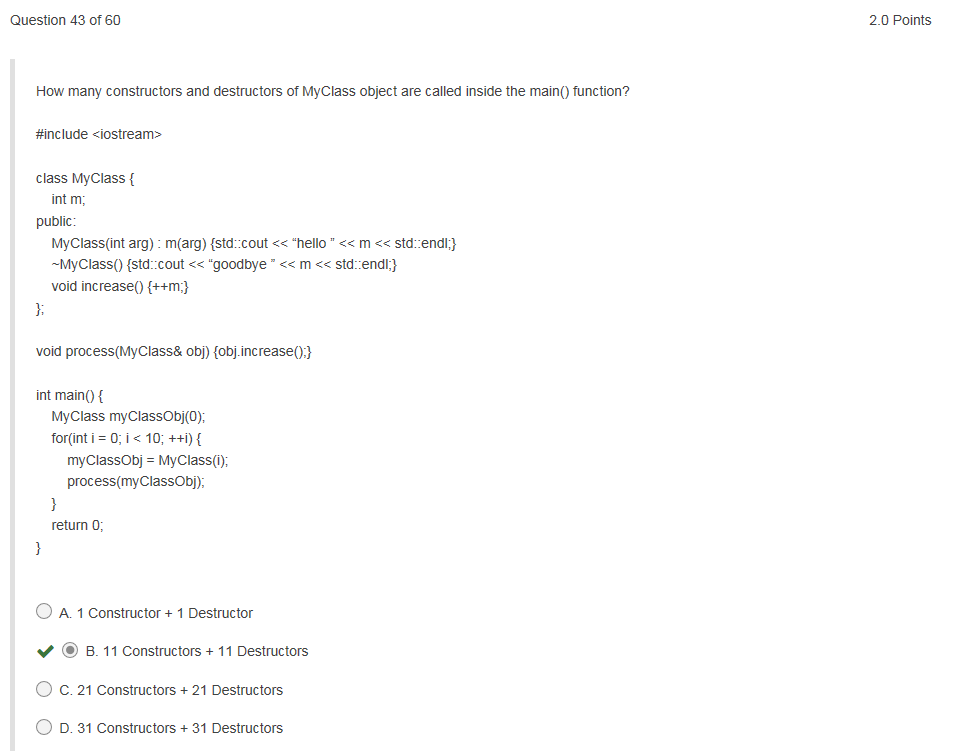 Question 43 of 60
2.0 Points
How many constructors and destructors of MyClass object are called inside the main() function?
#include <iostream>
class MyClass {
int m;
public:
MyClass(int arg) : m(arg) {std::cout << “hello ” << m << std::endl;}
~MyClass() {std::cout << “goodbye ” << m << std::endl;}
void increase() {++m;}
};
void process(MyClass& obj) {obj.increase();}
int main() {
MyClass myClassObj(0);
for(int i = 0; i < 10; ++i) {
myClassObj = MyClass(i);
process(myClassObj);
}
return 0;
}
A. 1 Constructor + 1 Destructor
B. 11 Constructors + 11 Destructors
C. 21 Constructors + 21 Destructors
D. 31 Constructors + 31 Destructors